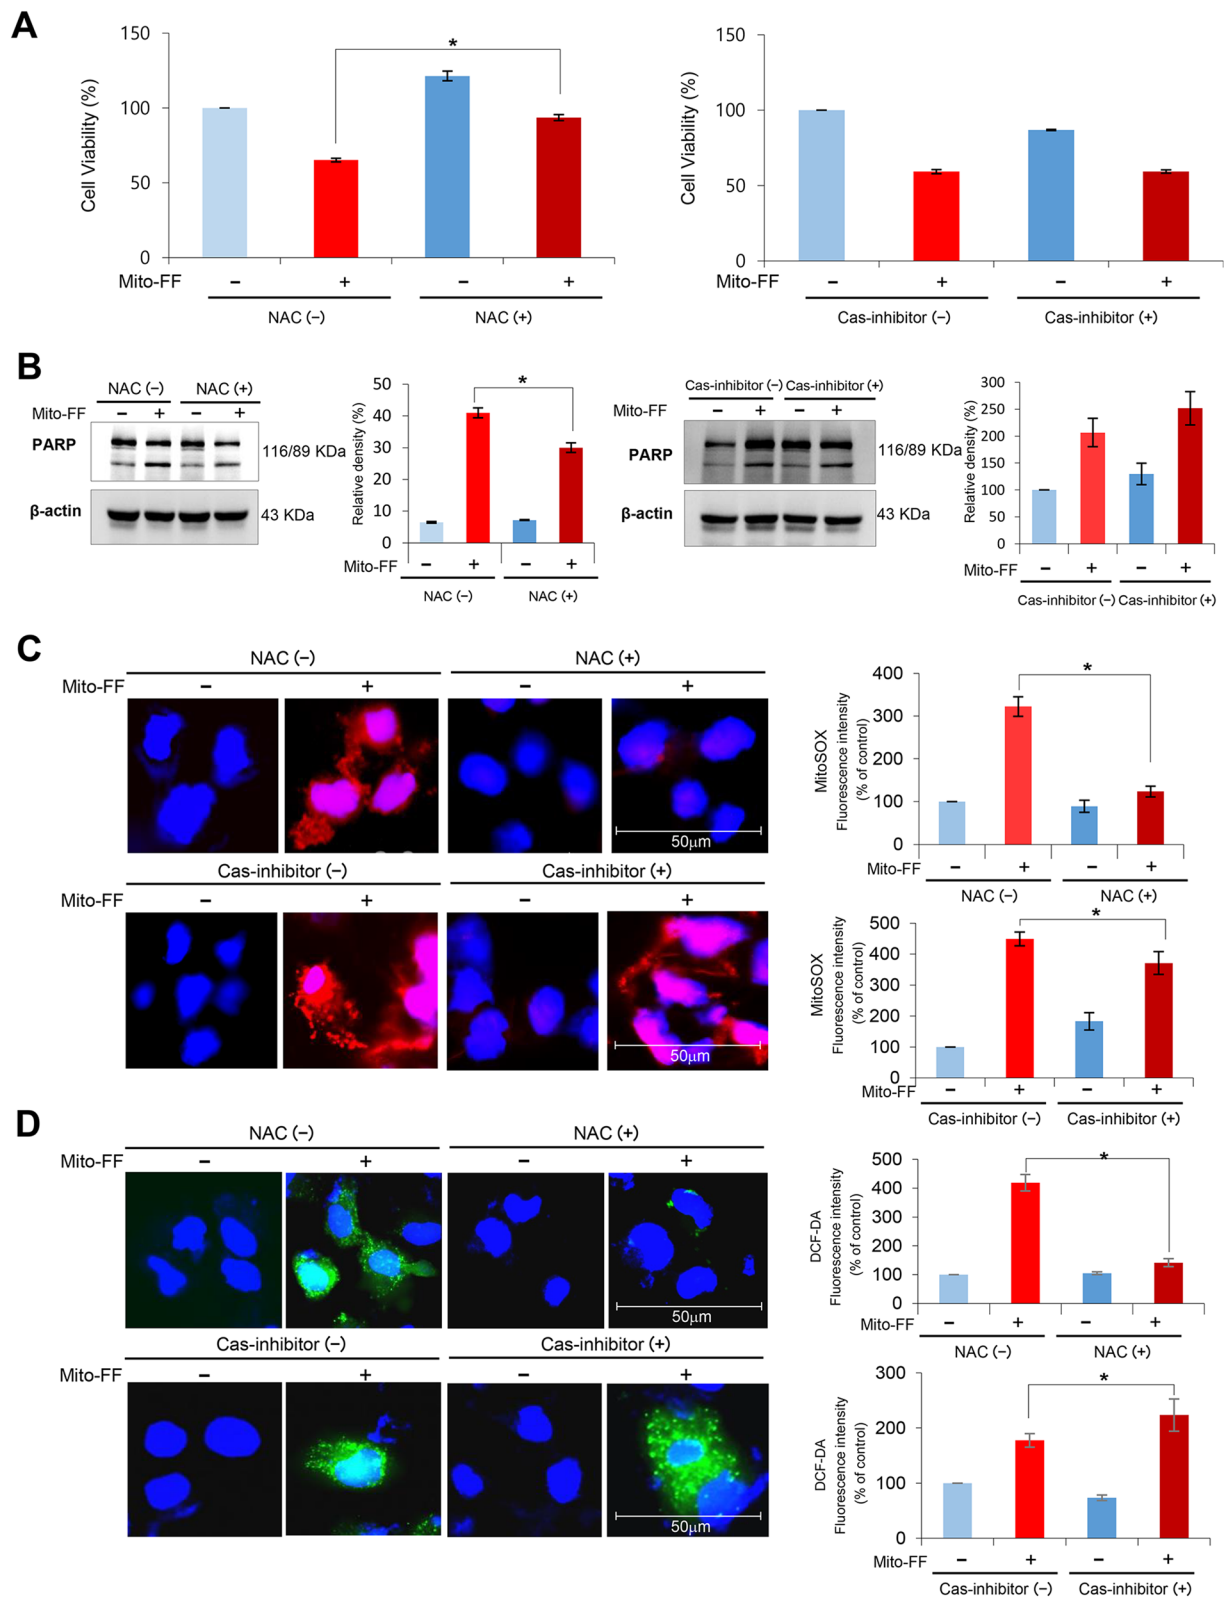 A
150
100
50
0
Cell Viability (%)
*
Mito-FF − + − +
NAC (−) NAC (+)
150
100
50
0
Cell Viability (%)
Mito-FF − + − +
Cas-inhibitor (−) Cas-inhibitor (+)
B
NAC (−) NAC (+)
Mito-FF − + − +
PARP 116/89 KDa
β-actin 43 KDa
50
40
30
20
10
0
Relative density (%)
*
Mito-FF − + − +
NAC (−) NAC (+)
Cas-inhibitor (−) Cas-inhibitor (+)
Mito-FF − + − +
PARP 116/89 KDa
β-actin 43 KDa
300
250
200
150
100
50
0
Relative density (%)
Mito-FF − + − +
Cas-inhibitor (−) Cas-inhibitor (+)
C
NAC (−) NAC (+)
Mito-FF − + − +
50μm
Cas-inhibitor (−) Cas-inhibitor (+)
Mito-FF − + − +
50μm
400
300
200
100
0
MitoSOX
Fluorescence intensity
(% of control)
*
Mito-FF − + − +
NAC (−) NAC (+)
500
400
300
200
100
0
MitoSOX
Fluorescence intensity
(% of control)
*
Mito-FF − + − +
Cas-inhibitor (−) Cas-inhibitor (+)
D
NAC (−) NAC (+)
Mito-FF − + − +
50μm
Cas-inhibitor (−) Cas-inhibitor (+)
Mito-FF − + − +
50μm
500
400
300
200
100
0
DCF-DA
Fluorescence intensity
(% of control)
*
Mito-FF − + − +
NAC (−) NAC (+)
300
200
100
0
DCF-DA
Fluorescence intensity
(% of control)
*
Mito-FF − + − +
Cas-inhibitor (−) Cas-inhibitor (+)